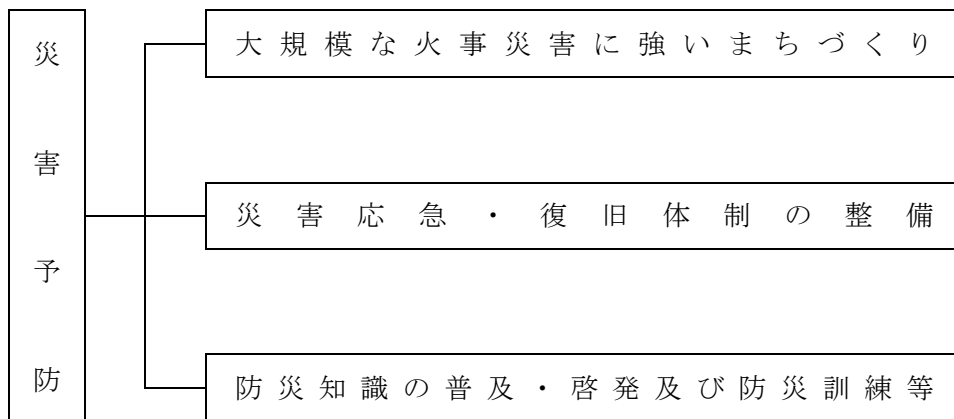 災害予防
大規模な火事災害に強いまちづくり
災害応急・復旧体制の整備
防災知識の普及・啓発及び防災訓練等